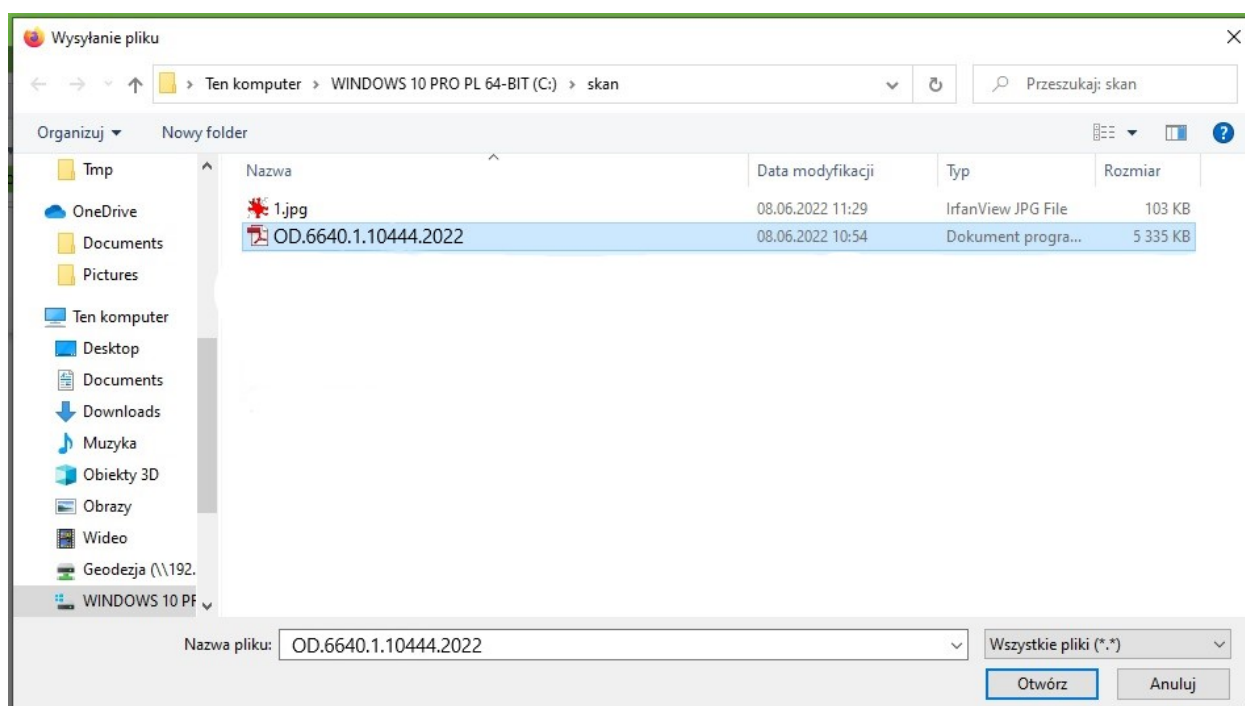 Wysyłanie pliku
Ten komputer > WINDOWS 10 PRO PL 64-BIT (C:) > skan
Przeszukaj: skan
Organizuj Nowy folder
Nazwa Data modyfikacji Typ Rozmiar
1.jpg 08.06.2022 11:29 IrfanView JPG File 103 KB
OD.6640.1.10444.2022 08.06.2022 10:54 Dokument progra... 5 335 KB
Tmp
OneDrive
Documents
Pictures
Ten komputer
Desktop
Documents
Downloads
Muzyka
Obiekty 3D
Obrazy
Wideo
Geodezja (\\192.
WINDOWS 10 PR
Nazwa pliku: OD.6640.1.10444.2022
Wszystkie pliki (*.*)
Otwórz Anuluj